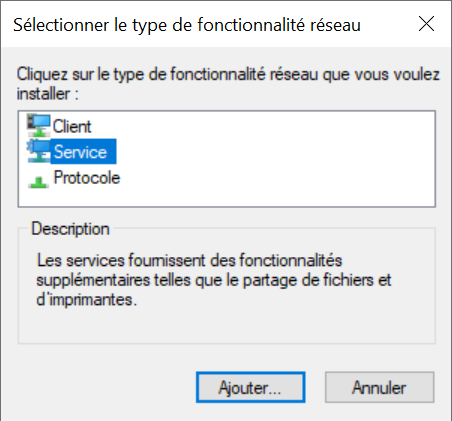 Sélectionner le type de fonctionnalité réseau
Cliquez sur le type de fonctionnalité réseau que vous voulez
installer :
Client
Service
Protocole
Description
Les services fournissent des fonctionnalités
supplémentaires telles que le partage de fichiers et
d'imprimantes.
Ajouter...
Annuler